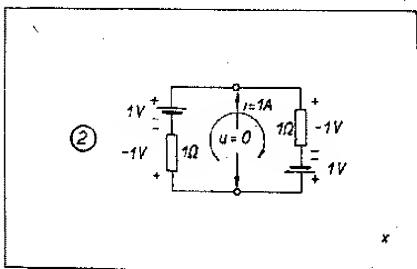 i=1A
1V + =
1Ω -1V +
② -1V 1Ω + u=0
= 1V +
x